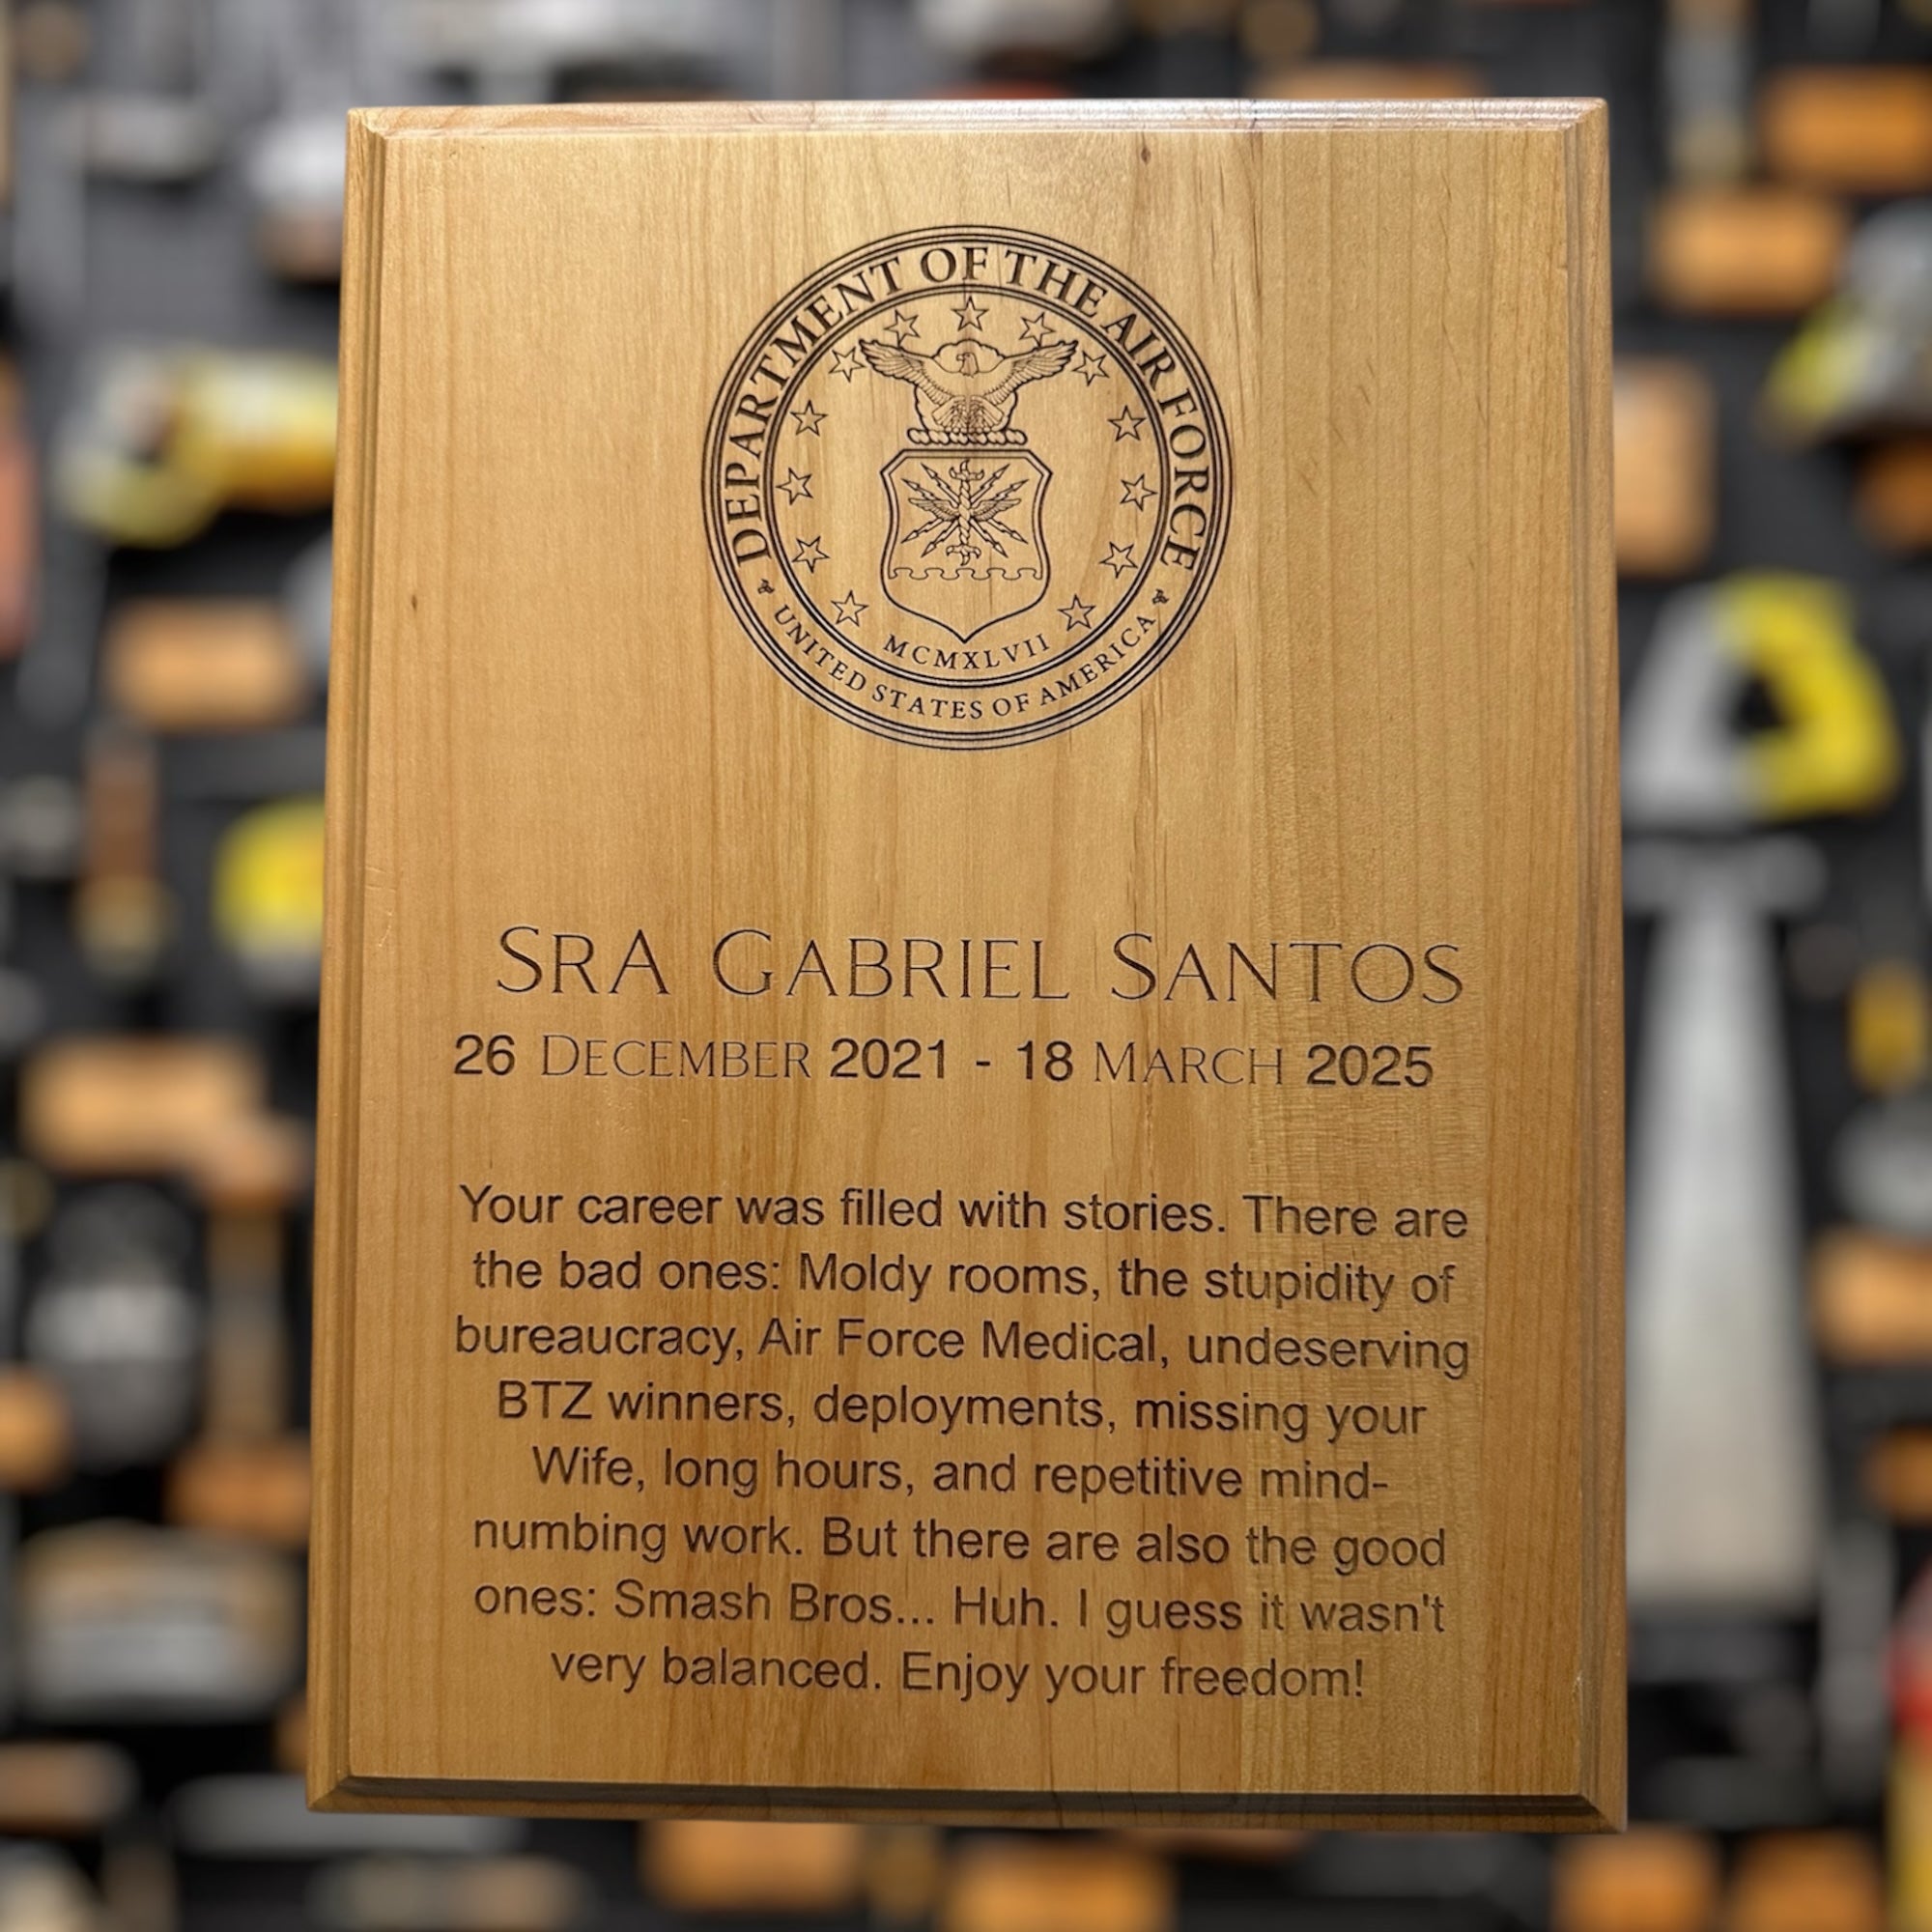 DEPARTMENT OF THE AIR FORCE
MCMXLVII
UNITED STATES OF AMERICA
SRA GABRIEL SANTOS
26 DECEMBER 2021 - 18 MARCH 2025
Your career was filled with stories. There are
the bad ones: Moldy rooms, the stupidity of
bureaucracy, Air Force Medical, undeserving
BTZ winners, deployments, missing your
Wife, long hours, and repetitive mind-
numbing work. But there are also the good
ones: Smash Bros... Huh. I guess it wasn't
very balanced. Enjoy your freedom!